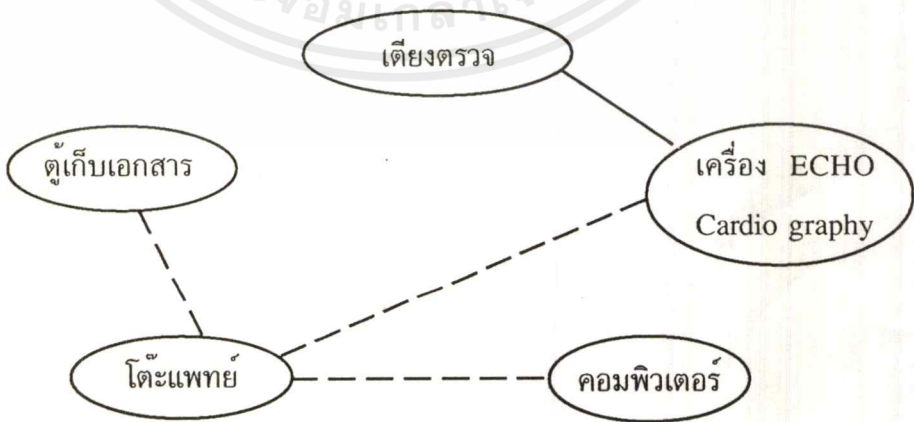 เตียงตรวจ
ตู้เก็บเอกสาร
เครื่อง ECHO
Cardio graphy
โต๊ะแพทย์
คอมพิวเตอร์